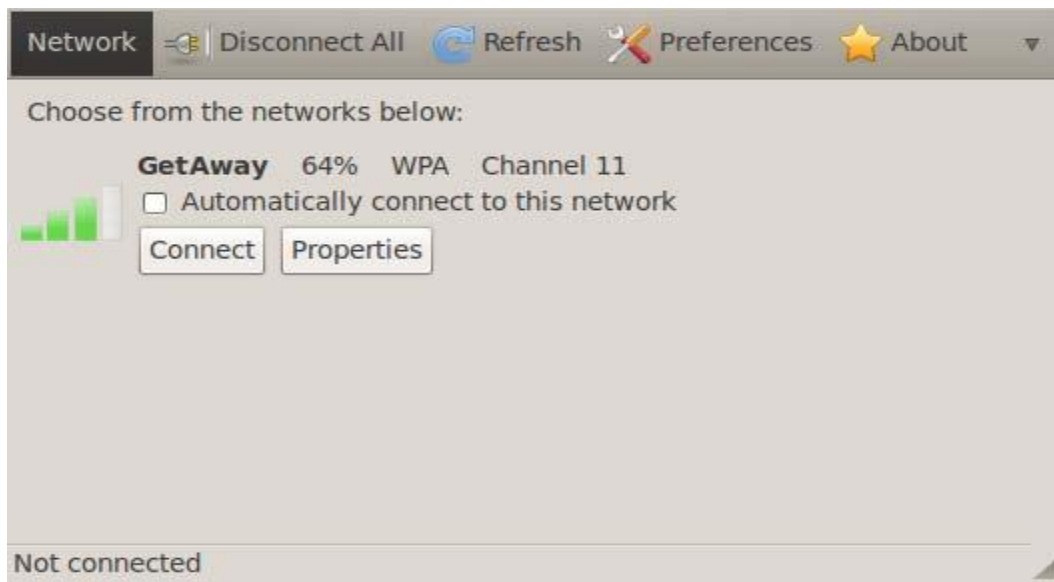 Network Disconnect All Refresh Preferences About
Choose from the networks below:
GetAway 64% WPA Channel 11
Automatically connect to this network
Connect Properties
Not connected